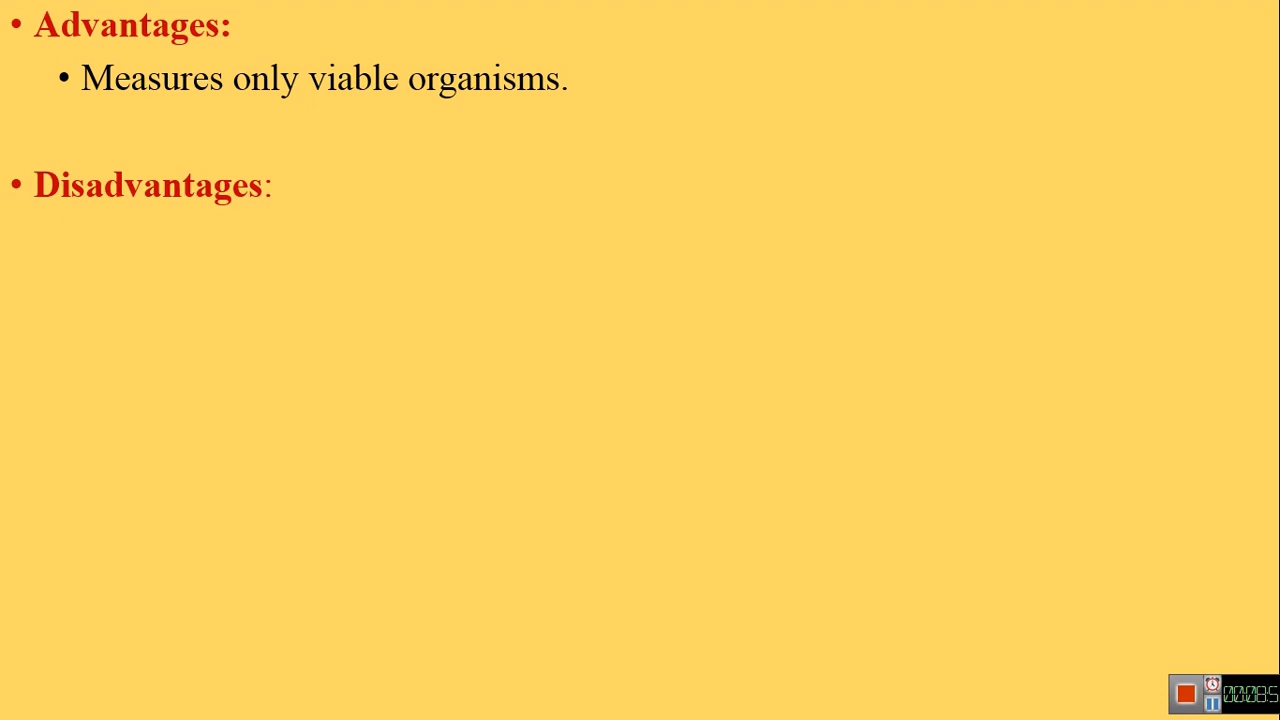 • Advantages:
• Measures only viable organisms.
• Disadvantages: